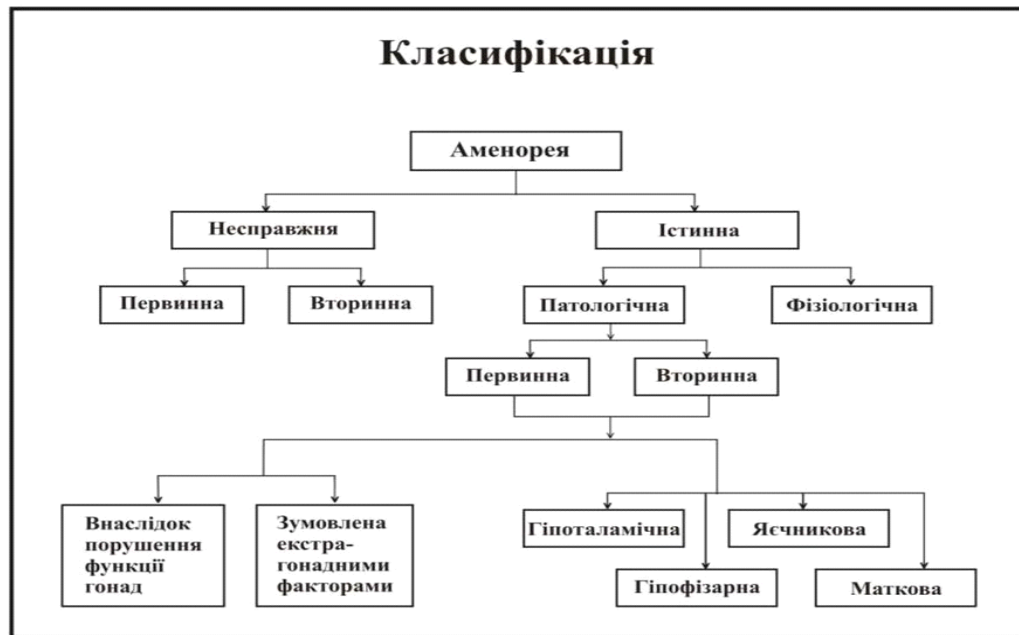 Класифікація
Аменорея
Несправжня
Істинна
Первинна
Вторинна
Патологічна
Фізіологічна
Первинна
Вторинна
Внаслідок
порушення
функції
гонад
Зумовлена
екстра-
гонадними
факторами
Гіпоталамічна
Яєчникова
Гіпофізарна
Маткова